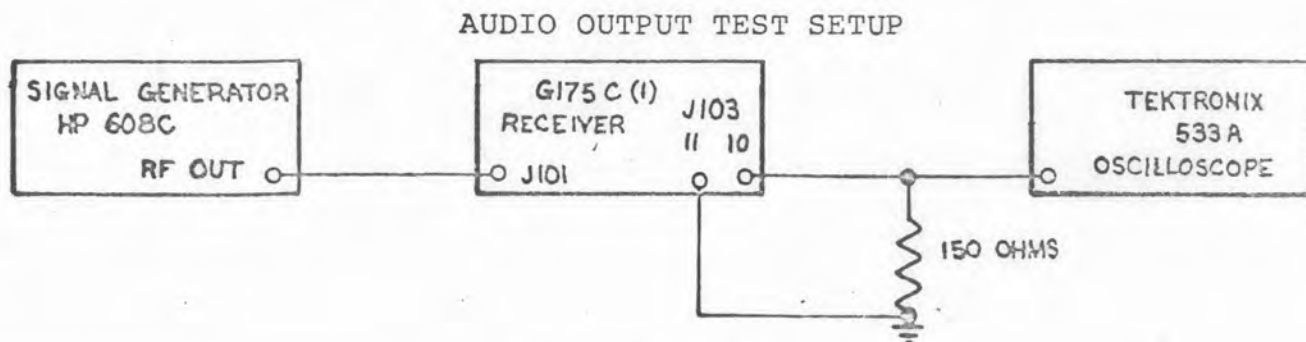 AUDIO OUTPUT TEST SETUP
SIGNAL GENERATOR
HP 608C
RF OUT
G175 C (1)
RECEIVER
J103
11 10
J101
TEKTRONIX
533A
OSCILLOSCOPE
150 OHMS